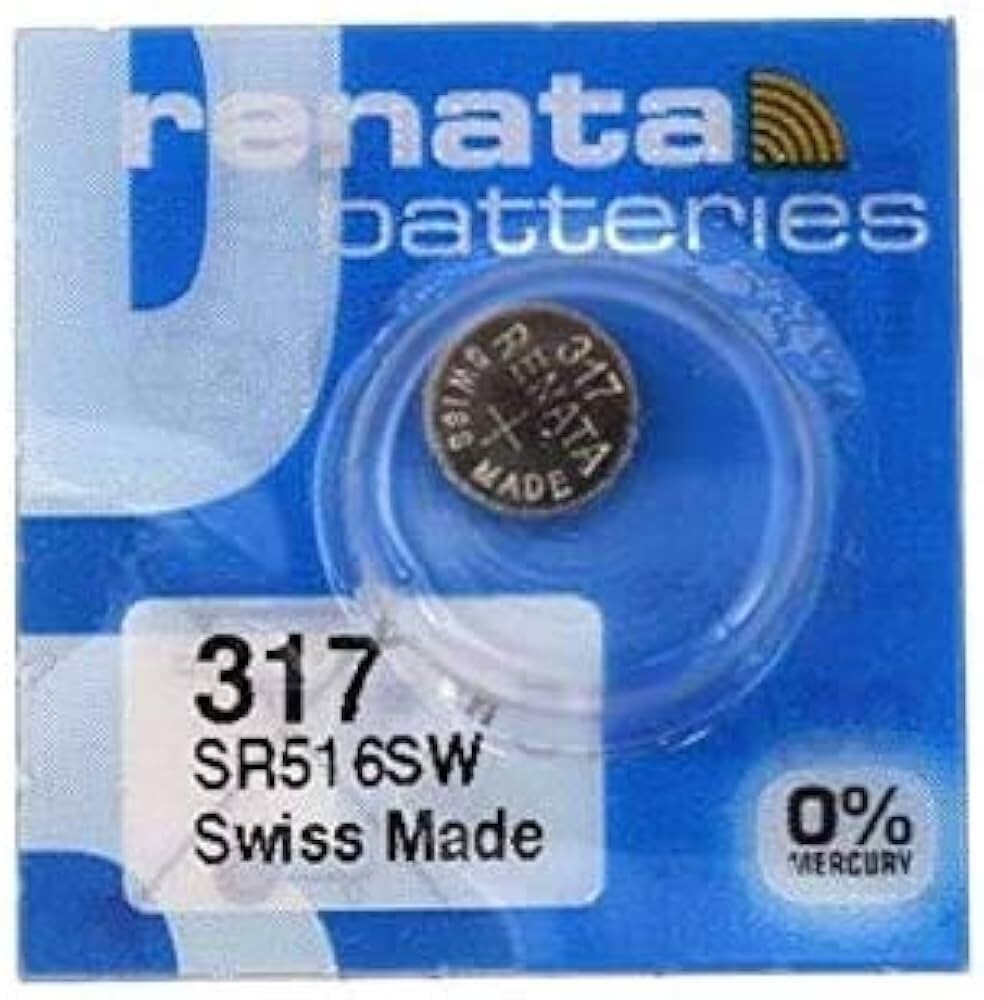 renata
batteries
317
RENATA
SWISS MADE
317
SR516SW
Swiss Made
0%
MERCURY